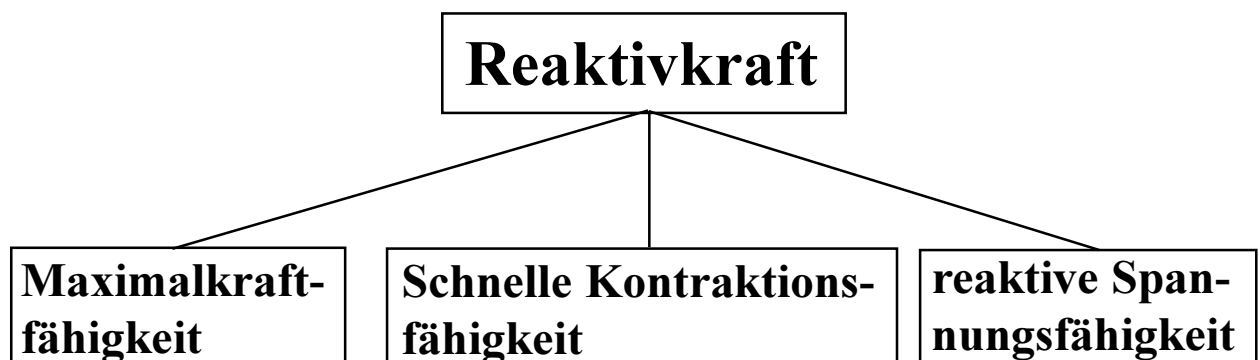 Reaktivkraft
Maximalkraft-
fähigkeit
Schnelle Kontraktions-
fähigkeit
reaktive Span-
nungsfähigkeit